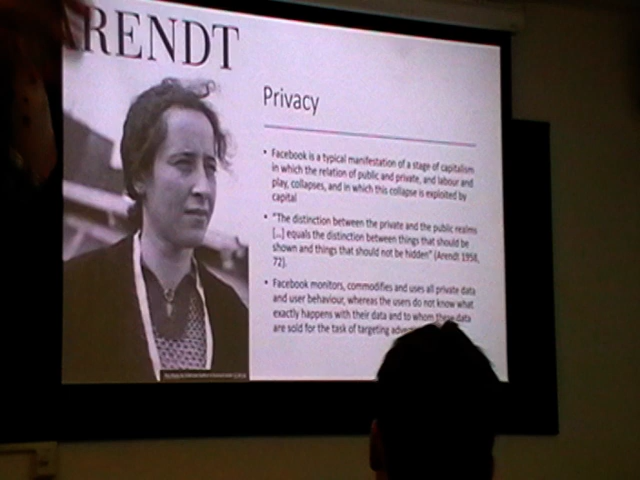 ARENDT
Privacy
• Facebook is a typical manifestation of a stage of capitalism
in which the relation of public and private, and labour and
play, collapses, and in which this collapse is exploited by
capital
• "The distinction between the private and the public realms
[...] equals the distinction between things that should be
shown and things that should not be hidden" (Arendt 1958,
72).
• Facebook monitors, commodifies and uses all private data
and user behaviour, whereas the users do not know what
exactly happens with their data and to whom these data
are sold for the task of targeting